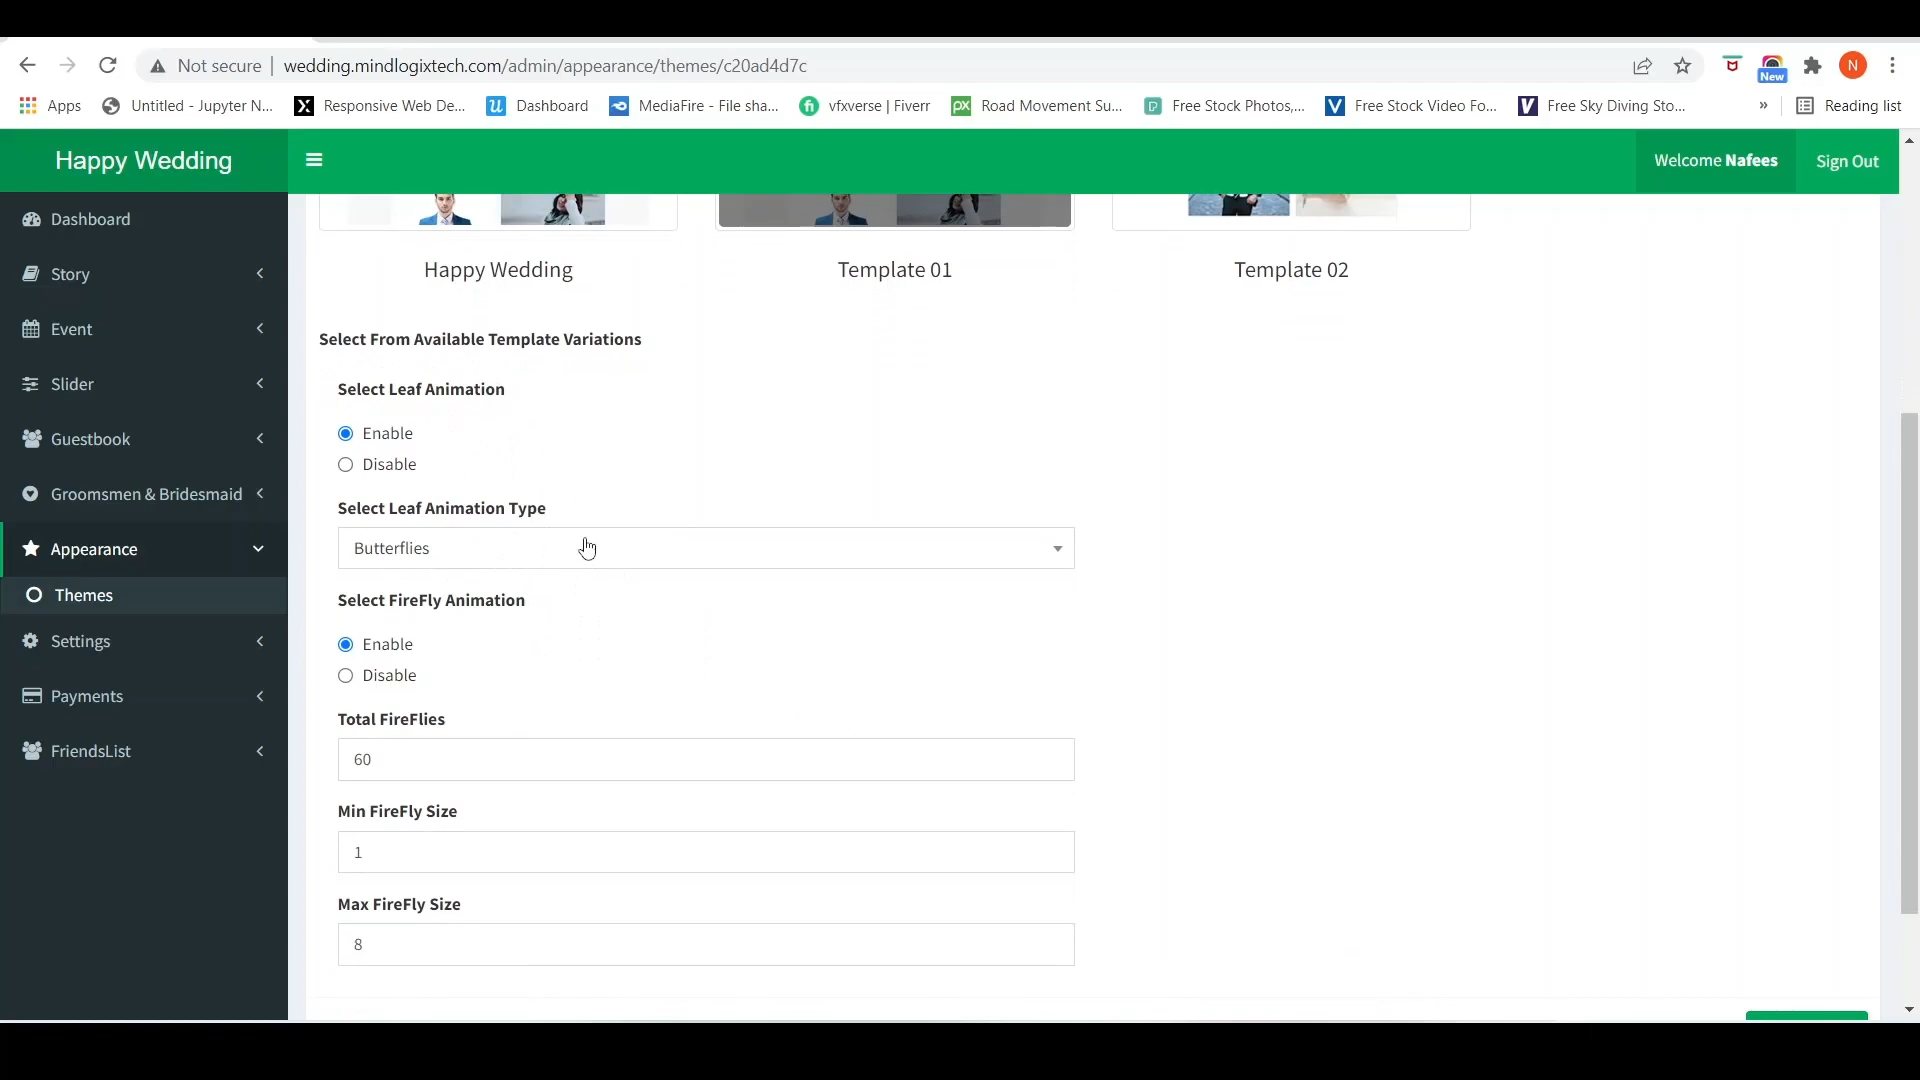 Not secure | wedding.mindlogixtech.com/admin/appearance/themes/c20ad4d7c
N
New
Apps Untitled - Jupyter N... Responsive Web De... Dashboard MediaFire - File sha... vfxverse | Fiverr Road Movement Su... Free Stock Photos,... Free Stock Video Fo... Free Sky Diving Sto... » Reading list
Happy Wedding
Welcome Nafees
Sign Out
Dashboard
Story
Event
Slider
Guestbook
Groomsmen & Bridesmaid
Appearance
Themes
Settings
Payments
FriendsList
Happy Wedding
Template 01
Template 02
Select From Available Template Variations
Select Leaf Animation
Enable
Disable
Select Leaf Animation Type
Butterflies
Select FireFly Animation
Enable
Disable
Total FireFlies
60
Min FireFly Size
1
Max FireFly Size
8